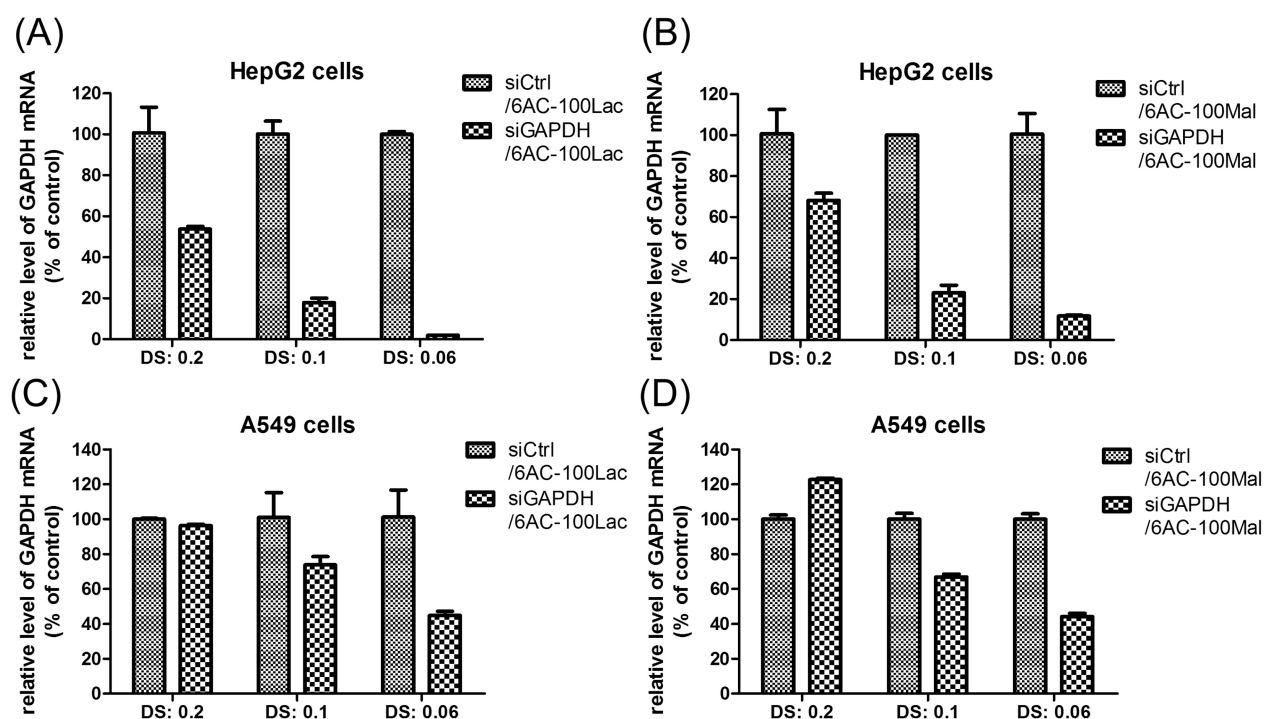 (A)
HepG2 cells
relative level of GAPDH mRNA
(% of control)
120
100
80
60
40
20
0
DS: 0.2
DS: 0.1
DS: 0.06
siCtrl
/6AC-100Lac
siGAPDH
/6AC-100Lac
(B)
HepG2 cells
relative level of GAPDH mRNA
(% of control)
120
100
80
60
40
20
0
DS: 0.2
DS: 0.1
DS: 0.06
siCtrl
/6AC-100Mal
siGAPDH
/6AC-100Mal
(C)
A549 cells
relative level of GAPDH mRNA
(% of control)
140
120
100
80
60
40
20
0
DS: 0.2
DS: 0.1
DS: 0.06
siCtrl
/6AC-100Lac
siGAPDH
/6AC-100Lac
(D)
A549 cells
relative level of GAPDH mRNA
(% of control)
140
120
100
80
60
40
20
0
DS: 0.2
DS: 0.1
DS: 0.06
siCtrl
/6AC-100Mal
siGAPDH
/6AC-100Mal